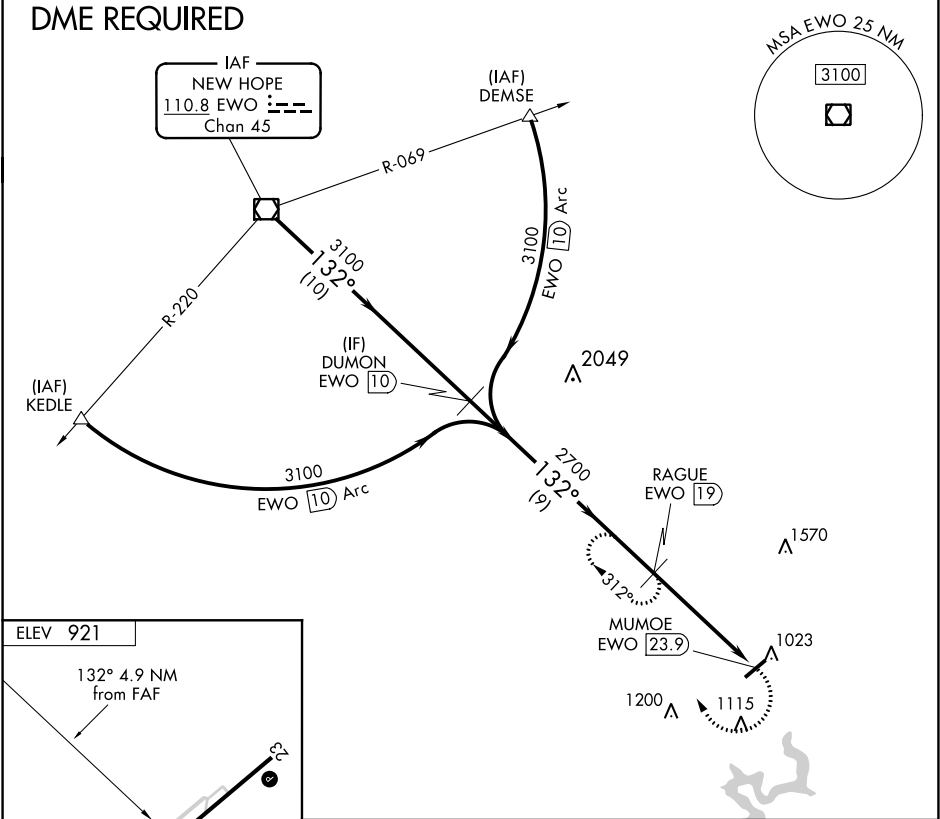 DME REQUIRED
IAF
NEW HOPE
110.8 EWO
Chan 45
(IAF)
DEMSE
MSA EWO 25 NM
3100
R-069
3100
EWO 10 Arc
3100
132°
(10)
R-220
(IF)
DUMON
EWO 10
2049
(IAF)
KEDLE
3100
EWO 10 Arc
2700
132°
(9)
RAGUE
EWO 19
1570
312°
MUMOE
EWO 23.9
1023
1200
1115
ELEV 921
132° 4.9 NM
from FAF
23
P